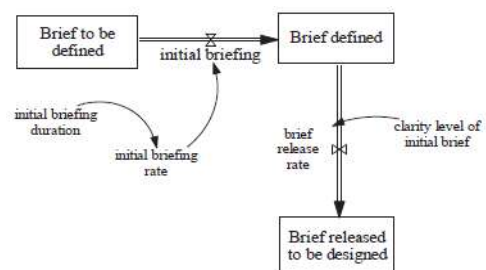 Brief to be
defined
initial briefing
Brief defined
initial briefing
duration
initial briefing
rate
brief
release
rate
clarity level of
initial brief
Brief released
to be designed